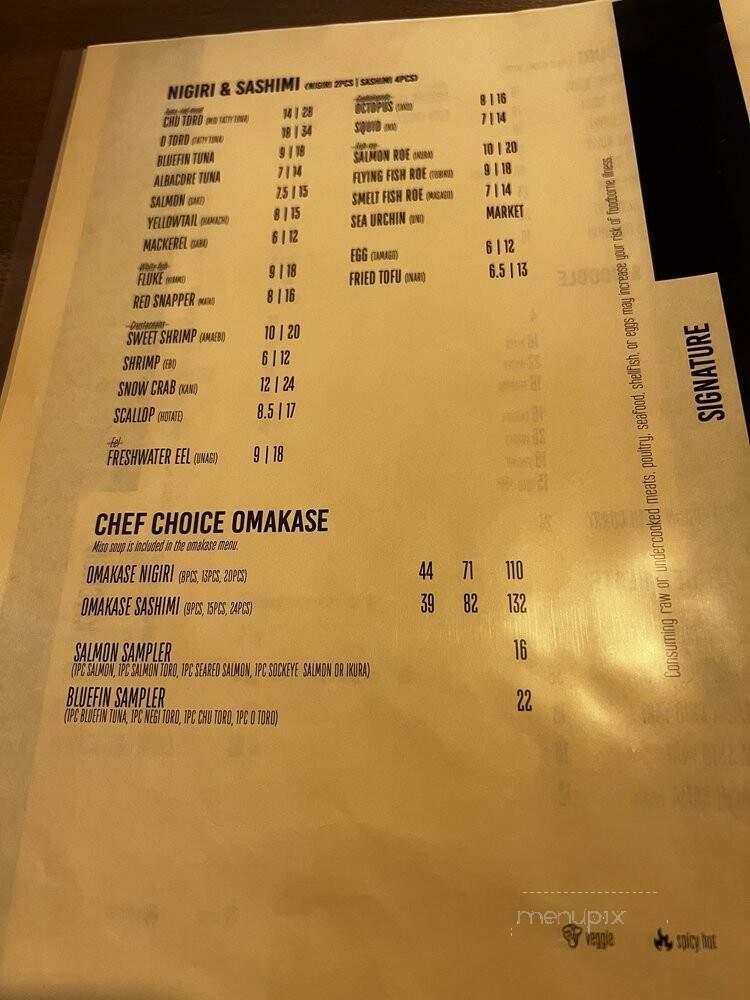 NIGIRI & SASHIMI (NIGIRI 2PCS | SASHIMI 4PCS)
CHU TORO (MID FATTY TUNA) 14 | 28
O TORO (FATTY TUNA) 18 | 34
BLUEFIN TUNA 9 | 18
ALBACORE TUNA 7 | 14
SALMON (SAKE) 7.5 | 15
YELLOWTAIL (HAMACHI) 8 | 15
MACKEREL (SABA) 6 | 12
FLUKE (HIRAME) 9 | 18
RED SNAPPER (MADAI) 8 | 16
-Crustaceans-
SWEET SHRIMP (AMAEBI) 10 | 20
SHRIMP (EBI) 6 | 12
SNOW CRAB (KANI) 12 | 24
SCALLOP (HOTATE) 8.5 | 17
-Eel-
FRESHWATER EEL (UNAGI) 9 | 18
OCTOPUS (TAKO) 8 | 16
SQUID (IKA) 7 | 14
SALMON ROE (IKURA) 10 | 20
FLYING FISH ROE (TOBIKO) 9 | 18
SMELT FISH ROE (MASAGO) 7 | 14
SEA URCHIN (UNI) MARKET
EGG (TAMAGO) 6 | 12
FRIED TOFU (INARI) 6.5 | 13
CHEF CHOICE OMAKASE
Miso soup is included in the omakase menu.
OMAKASE NIGIRI (8PCS, 13PCS, 20PCS) 44 71 110
OMAKASE SASHIMI (9PCS, 15PCS, 24PCS) 39 82 132
SALMON SAMPLER 16
(1PC SALMON, 1PC SALMON TORO, 1PC SEARED SALMON, 1PC SOCKEYE SALMON OR IKURA)
BLUEFIN SAMPLER 22
(1PC BLUEFIN TUNA, 1PC NEGI TORO, 1PC CHU TORO, 1PC O TORO)
Consuming raw or undercooked meats, poultry, seafood, shellfish, or eggs may increase your risk of foodborne illness.
SIGNATURE
menupix
veggie
spicy hot